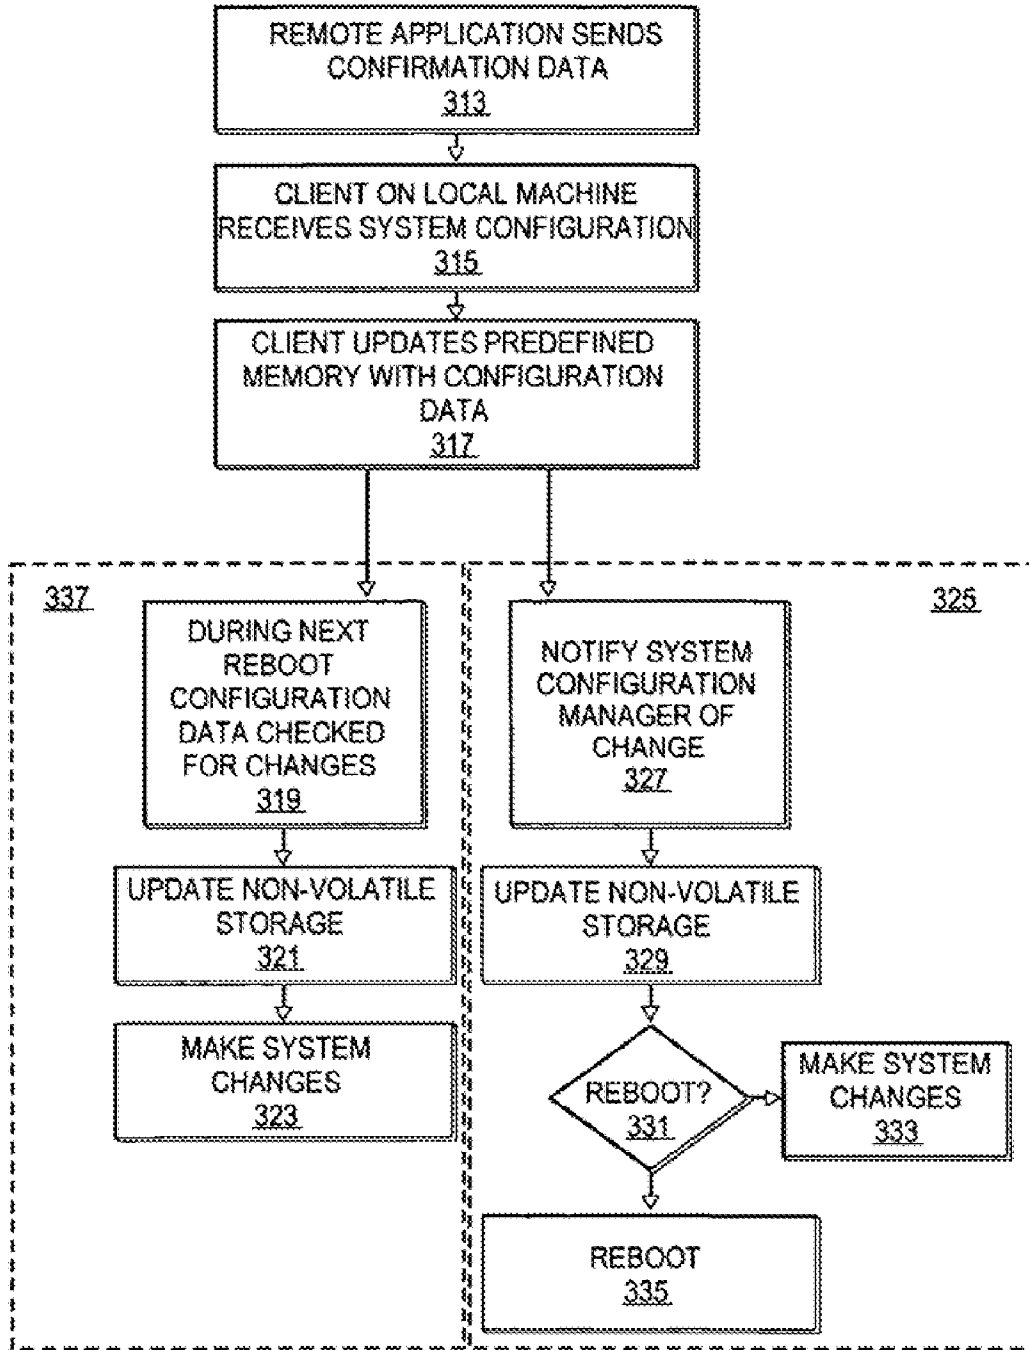 REMOTE APPLICATION SENDS
CONFIRMATION DATA
313
CLIENT ON LOCAL MACHINE
RECEIVES SYSTEM CONFIGURATION
315
CLIENT UPDATES PREDEFINED
MEMORY WITH CONFIGURATION
DATA
317
337
DURING NEXT
REBOOT
CONFIGURATION
DATA CHECKED
FOR CHANGES
319
UPDATE NON-VOLATILE
STORAGE
321
MAKE SYSTEM
CHANGES
323
325
NOTIFY SYSTEM
CONFIGURATION
MANAGER OF
CHANGE
327
UPDATE NON-VOLATILE
STORAGE
329
REBOOT?
331
MAKE SYSTEM
CHANGES
333
REBOOT
335